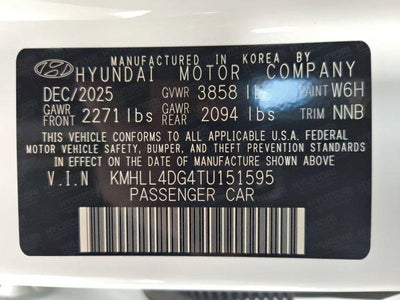 MANUFACTURED IN KOREA BY
HYUNDAI MOTOR COMPANY
DEC/2025 GVWR 3858 lbs PAINT W6H
GAWR FRONT 2271 lbs GAWR REAR 2094 lbs TRIM NNB
THIS VEHICLE CONFORMS TO ALL APPLICABLE U.S.A. FEDERAL
MOTOR VEHICLE SAFETY, BUMPER, AND THEFT PREVENTION STANDARDS
IN EFFECT ON THE DATE OF MANUFACTURE SHOWN ABOVE.
V.I.N KMHLL4DG4TU151595
PASSENGER CAR